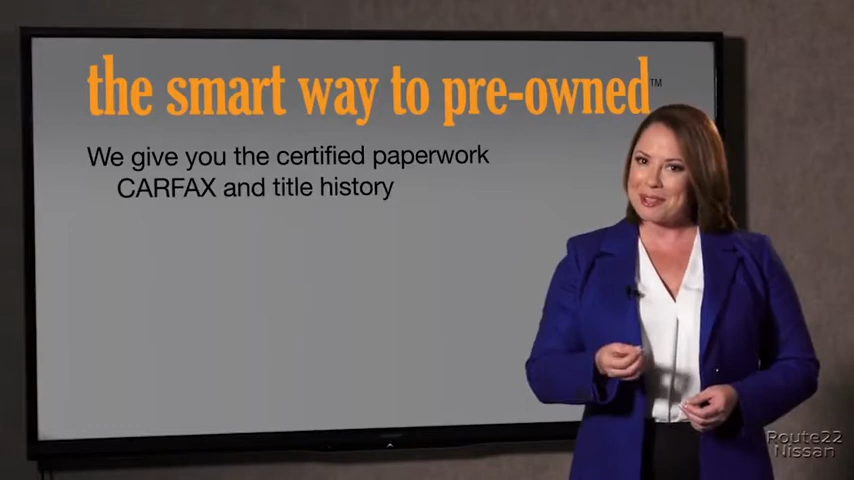 the smart way to pre-owned™
We give you the certified paperwork
CARFAX and title history
Route22
Nissan